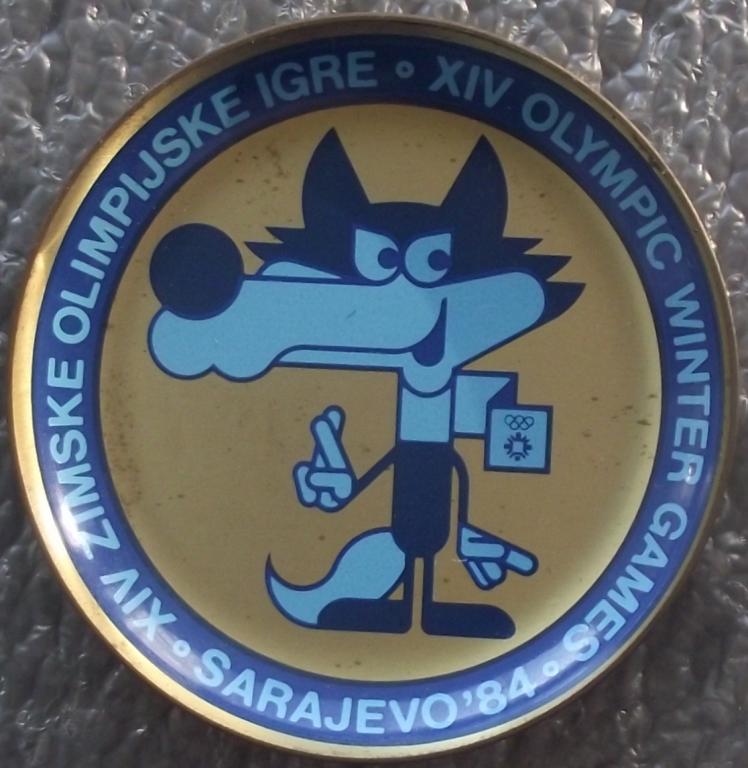 XIV ZIMSKE OLIMPIJSKE IGRE • XIV OLYMPIC WINTER GAMES •
SARAJEVO '84 •